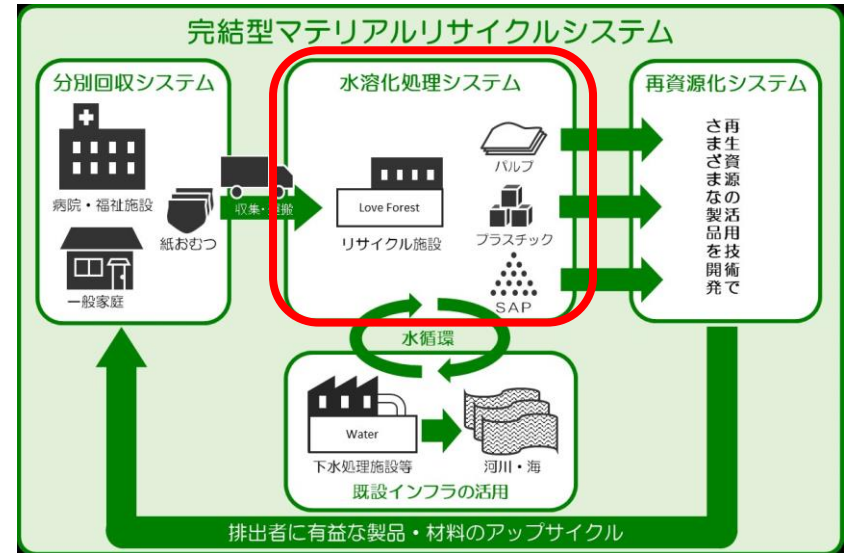 完結型マテリアルリサイクルシステム
分別回収システム
病院・福祉施設
紙おむつ
一般家庭
収集・運搬
水溶化処理システム
Love Forest
リサイクル施設
パルプ
プラスチック
SAP
再資源化システム
再生資源の活用技術で
さまざまな製品を開発
水循環
Water
下水処理施設等
河川・海
既設インフラの活用
排出者に有益な製品・材料のアップサイクル